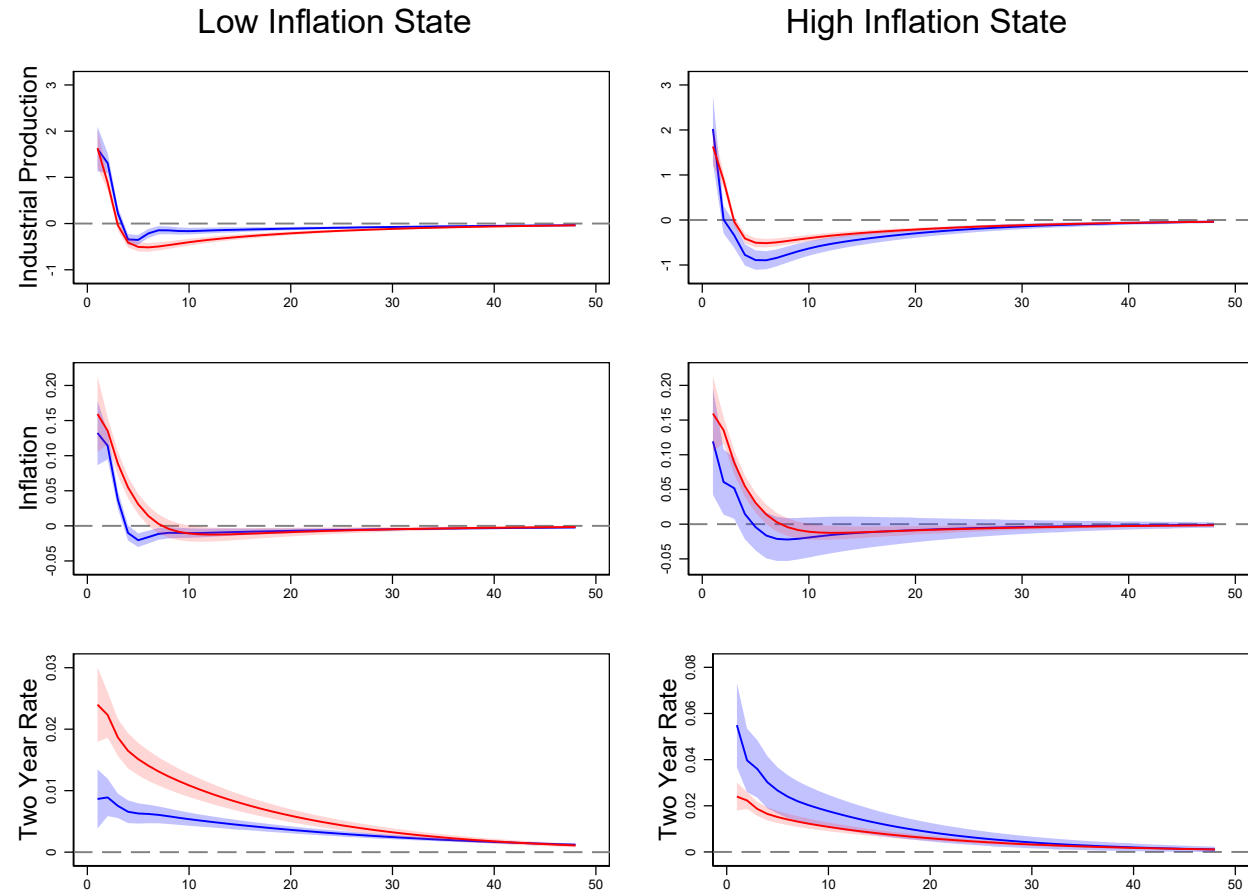 Low Inflation State
High Inflation State
Industrial Production
3
2
1
0
-1
0 10 20 30 40 50
3
2
1
0
-1
0 10 20 30 40 50
Inflation
0.20
0.15
0.10
0.05
0
-0.05
0 10 20 30 40 50
0.20
0.15
0.10
0.05
0
-0.05
0 10 20 30 40 50
Two Year Rate
0.03
0.02
0.01
0
0 10 20 30 40 50
Two Year Rate
0.08
0.06
0.04
0.02
0
0 10 20 30 40 50